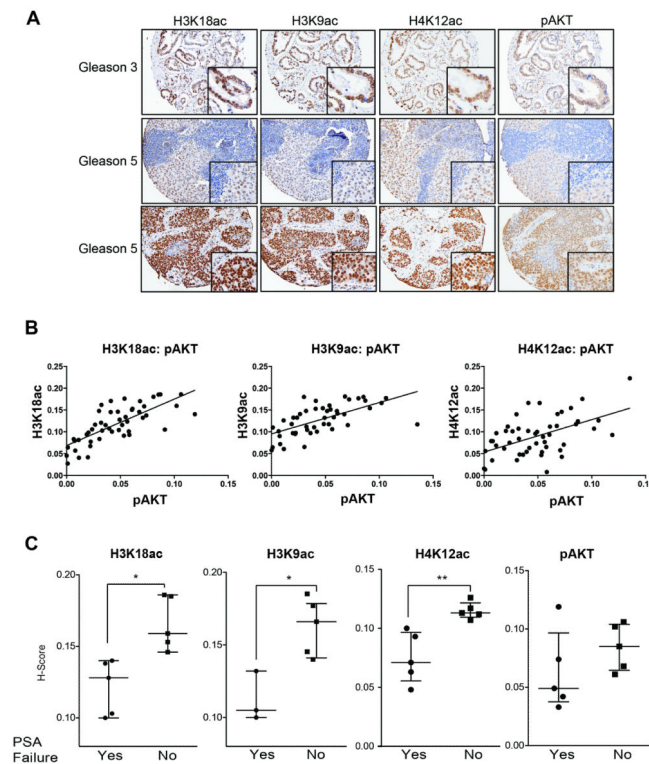 A
H3K18ac H3K9ac H4K12ac pAKT
Gleason 3
Gleason 5
Gleason 5
B
H3K18ac: pAKT H3K9ac: pAKT H4K12ac: pAKT
H3K18ac
0.25
0.20
0.15
0.10
0.05
0.00
0.00 0.05 0.10 0.15
pAKT
H3K9ac
0.25
0.20
0.15
0.10
0.05
0.00
0.00 0.05 0.10 0.15
pAKT
H4K12ac
0.25
0.20
0.15
0.10
0.05
0.00
0.00 0.05 0.10 0.15
pAKT
C
H3K18ac H3K9ac H4K12ac pAKT
H-Score
0.20
0.15
0.10
*
0.20
0.15
0.10
*
0.15
0.10
0.05
0.00
**
0.15
0.10
0.05
0.00
PSA
Failure
Yes No Yes No Yes No Yes No